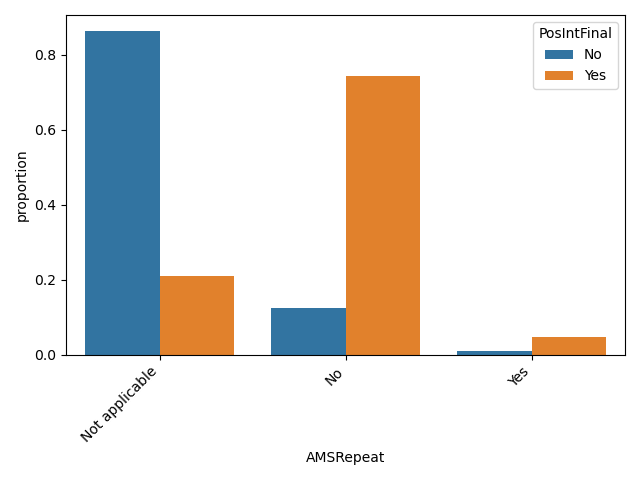 PosIntFinal
No
Yes
0.8
0.6
0.4
0.2
0.0
proportion
Not applicable
No
Yes
AMSRepeat